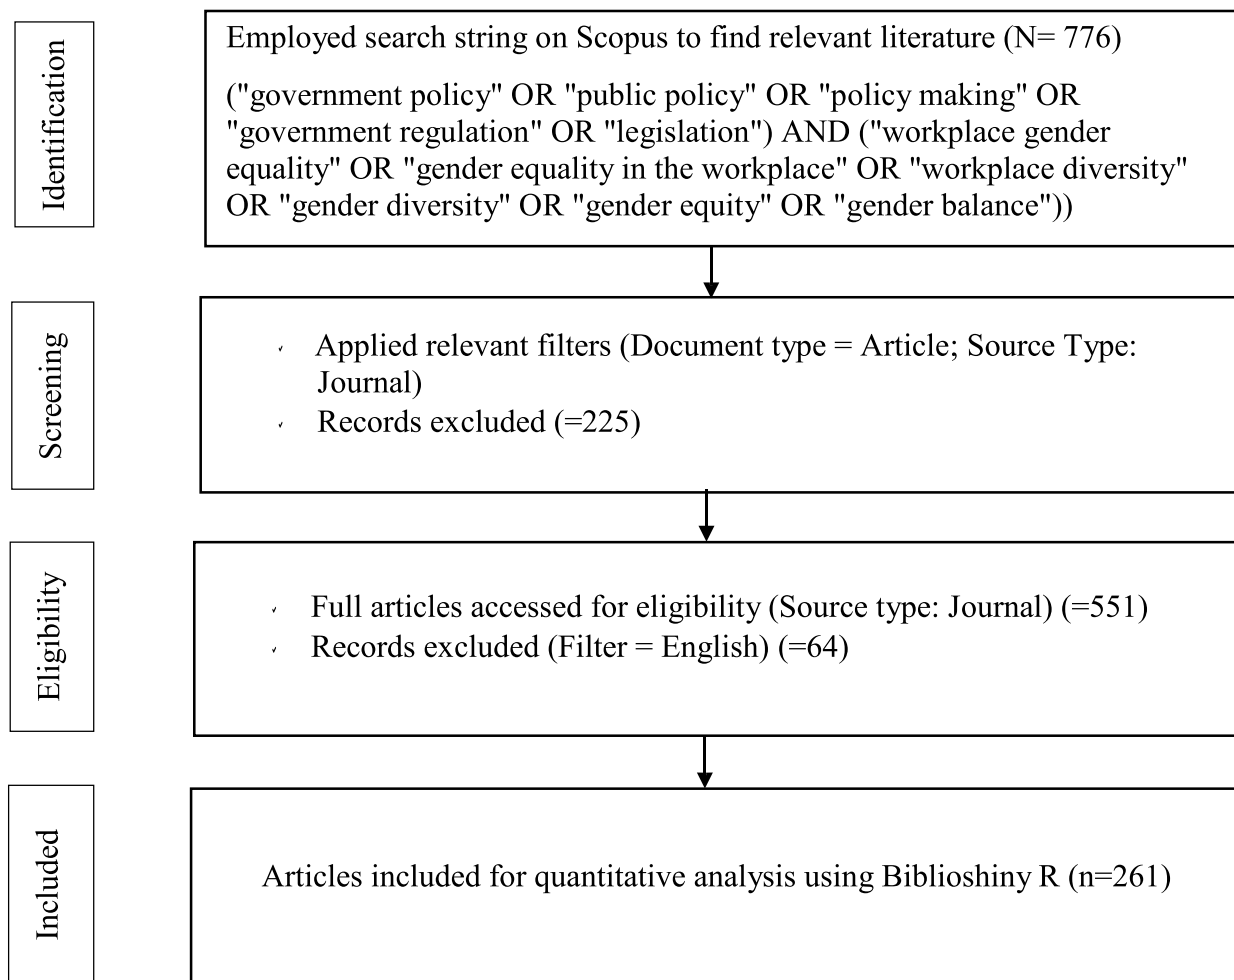 Identification
Employed search string on Scopus to find relevant literature (N= 776)
("government policy" OR "public policy" OR "policy making" OR
"government regulation" OR "legislation") AND ("workplace gender
equality" OR "gender equality in the workplace" OR "workplace diversity"
OR "gender diversity" OR "gender equity" OR "gender balance"))
Screening
✓ Applied relevant filters (Document type = Article; Source Type:
Journal)
✓ Records excluded (=225)
Eligibility
✓ Full articles accessed for eligibility (Source type: Journal) (=551)
✓ Records excluded (Filter = English) (=64)
Included
Articles included for quantitative analysis using Biblioshiny R (n=261)